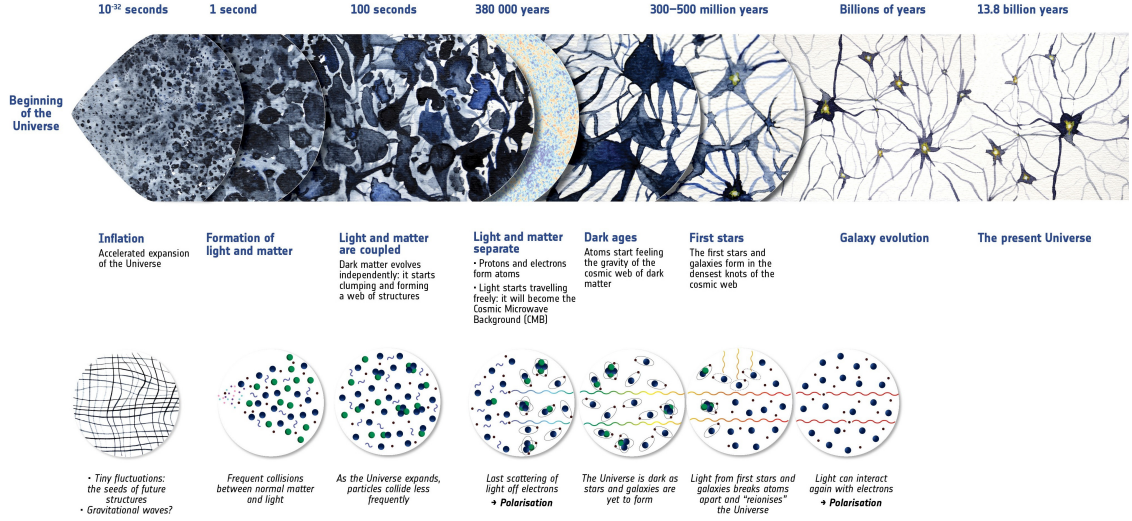 10-32 seconds
1 second
100 seconds
380 000 years
300–500 million years
Billions of years
13.8 billion years
Beginning
of the
Universe
Inflation
Accelerated expansion
of the Universe
Formation of
light and matter
Light and matter
are coupled
Dark matter evolves
independently: it starts
clumping and forming
a web of structures
Light and matter
separate
• Protons and electrons
form atoms
• Light starts travelling
freely: it will become the
Cosmic Microwave
Background (CMB)
Dark ages
Atoms start feeling
the gravity of the
cosmic web of dark
matter
First stars
The first stars and
galaxies form in the
densest knots of the
cosmic web
Galaxy evolution
The present Universe
• Tiny fluctuations:
the seeds of future
structures
• Gravitational waves?
Frequent collisions
between normal matter
and light
As the Universe expands,
particles collide less
frequently
Last scattering of
light off electrons
→ Polarisation
The Universe is dark as
stars and galaxies are
yet to form
Light from first stars and
galaxies breaks atoms
apart and “reionises”
the Universe
Light can interact
again with electrons
→ Polarisation